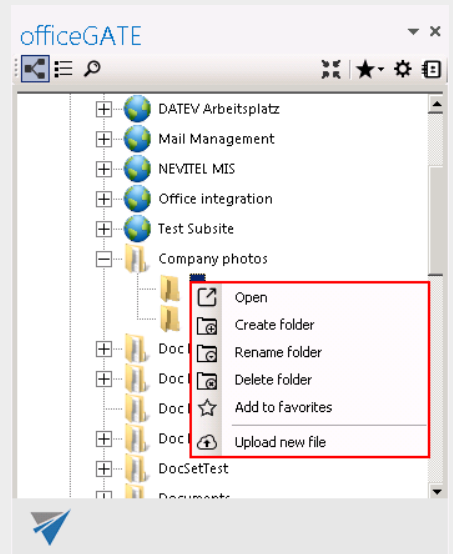 officeGATE
DATEV Arbeitsplatz
Mail Management
NEVITEL MIS
Office integration
Test Subsite
Company photos
Open
Create folder
Rename folder
Doc
Delete folder
Doc
Add to favorites
Doc
Upload new file
Doc
DocSetTest
Documents